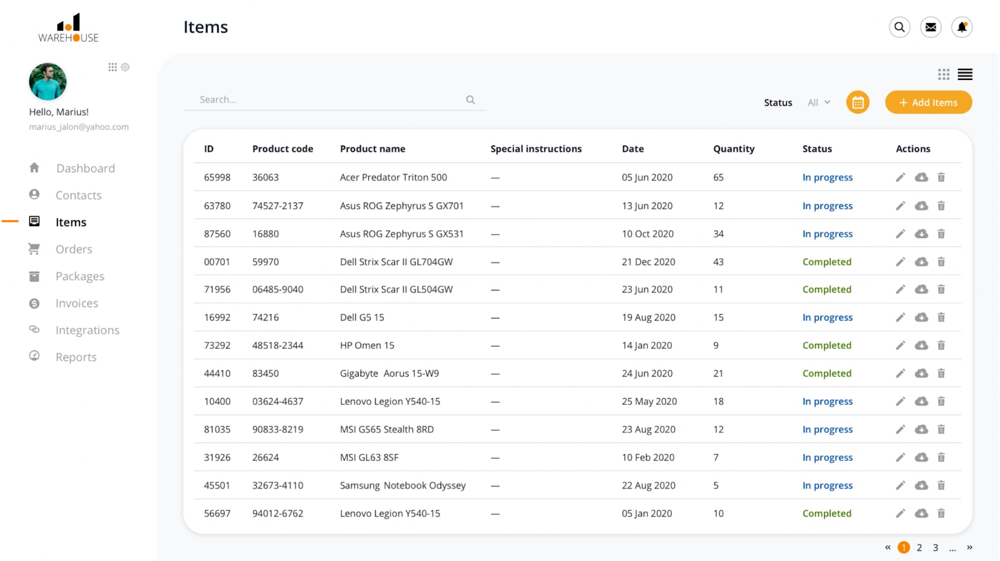 WAREHOUSE
Items
Hello, Marius!
marius_jalon@yahoo.com
Dashboard
Contacts
Items
Orders
Packages
Invoices
Integrations
Reports
Search...
Status All
+ Add Items
ID Product code Product name Special instructions Date Quantity Status Actions
65998 36063 Acer Predator Triton 500 — 05 Jun 2020 65 In progress
63780 74527-2137 Asus ROG Zephyrus S GX701 — 13 Jun 2020 12 In progress
87560 16880 Asus ROG Zephyrus S GX531 — 10 Oct 2020 34 In progress
00701 59970 Dell Strix Scar II GL704GW — 21 Dec 2020 43 Completed
71956 06485-9040 Dell Strix Scar II GL504GW — 23 Jun 2020 11 Completed
16992 74216 Dell G5 15 — 19 Aug 2020 15 In progress
73292 48518-2344 HP Omen 15 — 14 Jan 2020 9 Completed
44410 83450 Gigabyte Aorus 15-W9 — 24 Jun 2020 21 Completed
10400 03624-4637 Lenovo Legion Y540-15 — 25 May 2020 18 In progress
81035 90833-8219 MSI GS65 Stealth 8RD — 23 Aug 2020 12 In progress
31926 26624 MSI GL63 8SF — 10 Feb 2020 7 In progress
45501 32673-4110 Samsung Notebook Odyssey — 22 Aug 2020 5 In progress
56697 94012-6762 Lenovo Legion Y540-15 — 05 Jan 2020 10 Completed
« 1 2 3 ... »